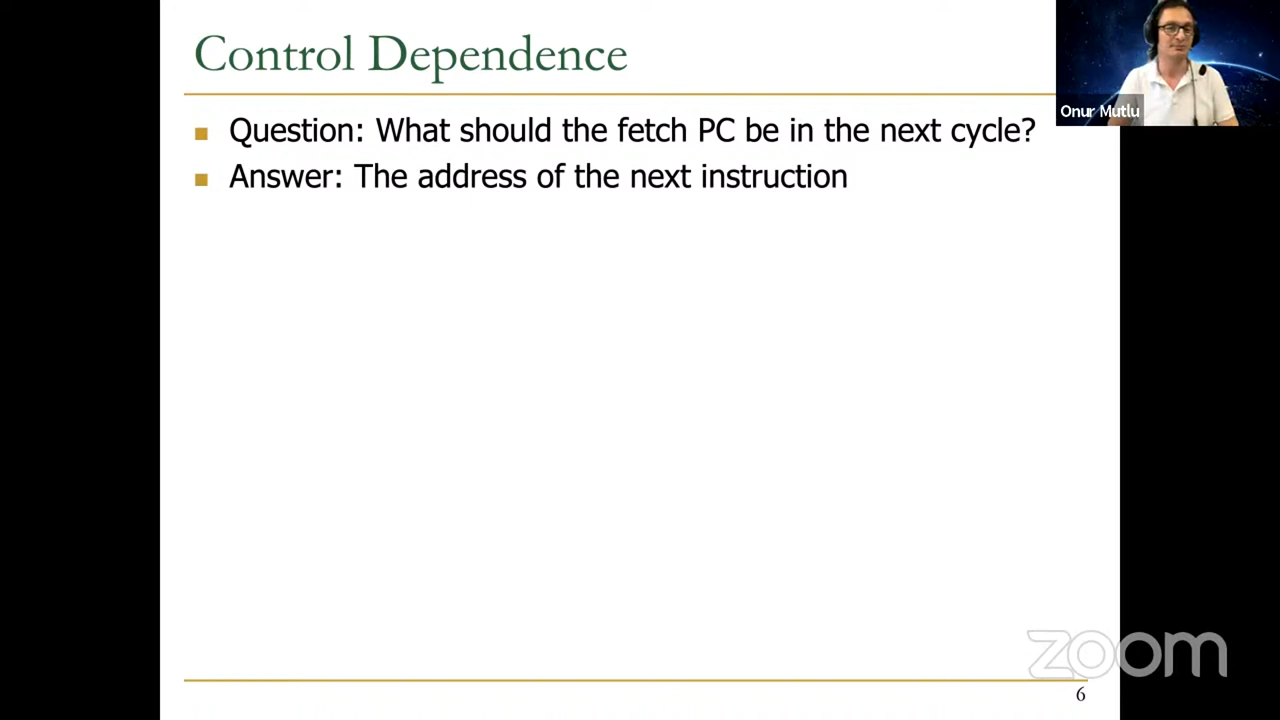 Control Dependence
Question: What should the fetch PC be in the next cycle?
Answer: The address of the next instruction
Onur Mutlu
zoom
6